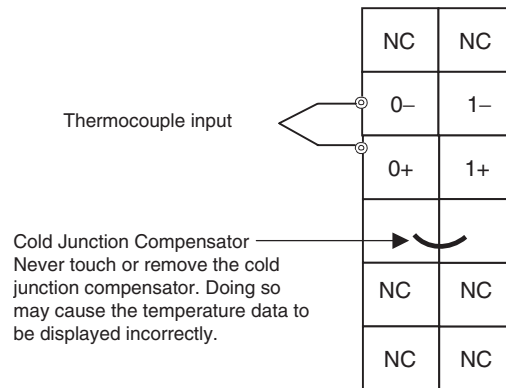 NC NC
0– 1–
Thermocouple input
0+ 1+
Cold Junction Compensator
Never touch or remove the cold
junction compensator. Doing so
may cause the temperature data to
be displayed incorrectly.
NC NC
NC NC